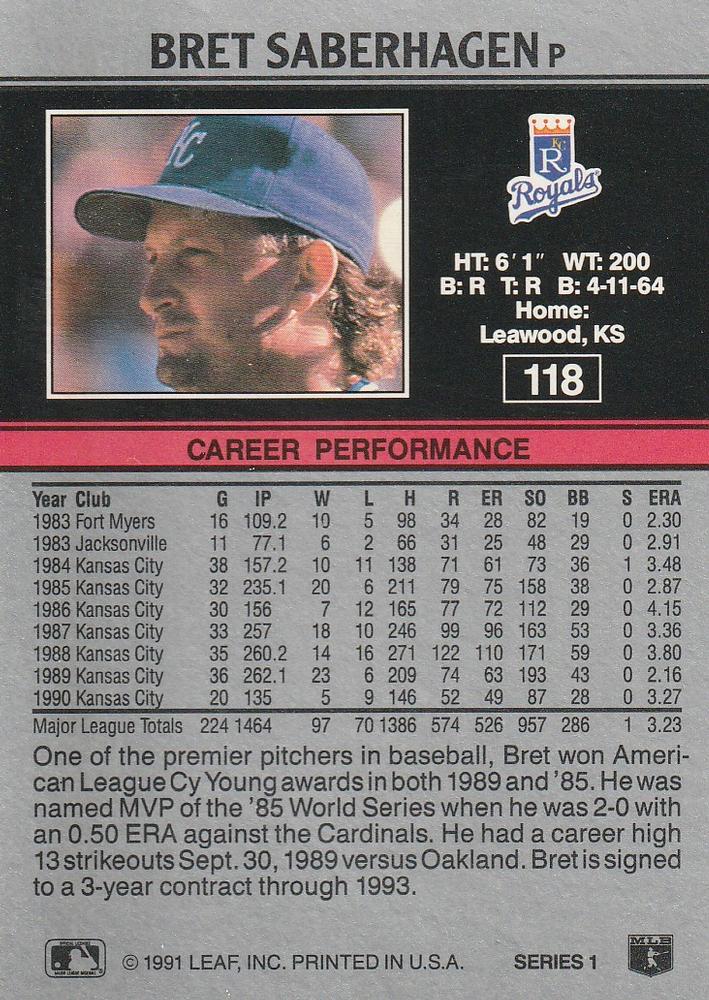 BRET SABERHAGEN P
KC
KC
R
Royals
HT: 6'1" WT: 200
B: R T: R B: 4-11-64
Home:
Leawood, KS
118
CAREER PERFORMANCE
Year Club G IP W L H R ER SO BB S ERA
1983 Fort Myers 16 109.2 10 5 98 34 28 82 19 0 2.30
1983 Jacksonville 11 77.1 6 2 66 31 25 48 29 0 2.91
1984 Kansas City 38 157.2 10 11 138 71 61 73 36 1 3.48
1985 Kansas City 32 235.1 20 6 211 79 75 158 38 0 2.87
1986 Kansas City 30 156 7 12 165 77 72 112 29 0 4.15
1987 Kansas City 33 257 18 10 246 99 96 163 53 0 3.36
1988 Kansas City 35 260.2 14 16 271 122 110 171 59 0 3.80
1989 Kansas City 36 262.1 23 6 209 74 63 193 43 0 2.16
1990 Kansas City 20 135 5 9 146 52 49 87 28 0 3.27
Major League Totals 224 1464 97 70 1386 574 526 957 286 1 3.23
One of the premier pitchers in baseball, Bret won Ameri-
can League Cy Young awards in both 1989 and '85. He was
named MVP of the '85 World Series when he was 2-0 with
an 0.50 ERA against the Cardinals. He had a career high
13 strikeouts Sept. 30, 1989 versus Oakland. Bret is signed
to a 3-year contract through 1993.
© 1991 LEAF, INC. PRINTED IN U.S.A. SERIES 1
MLB